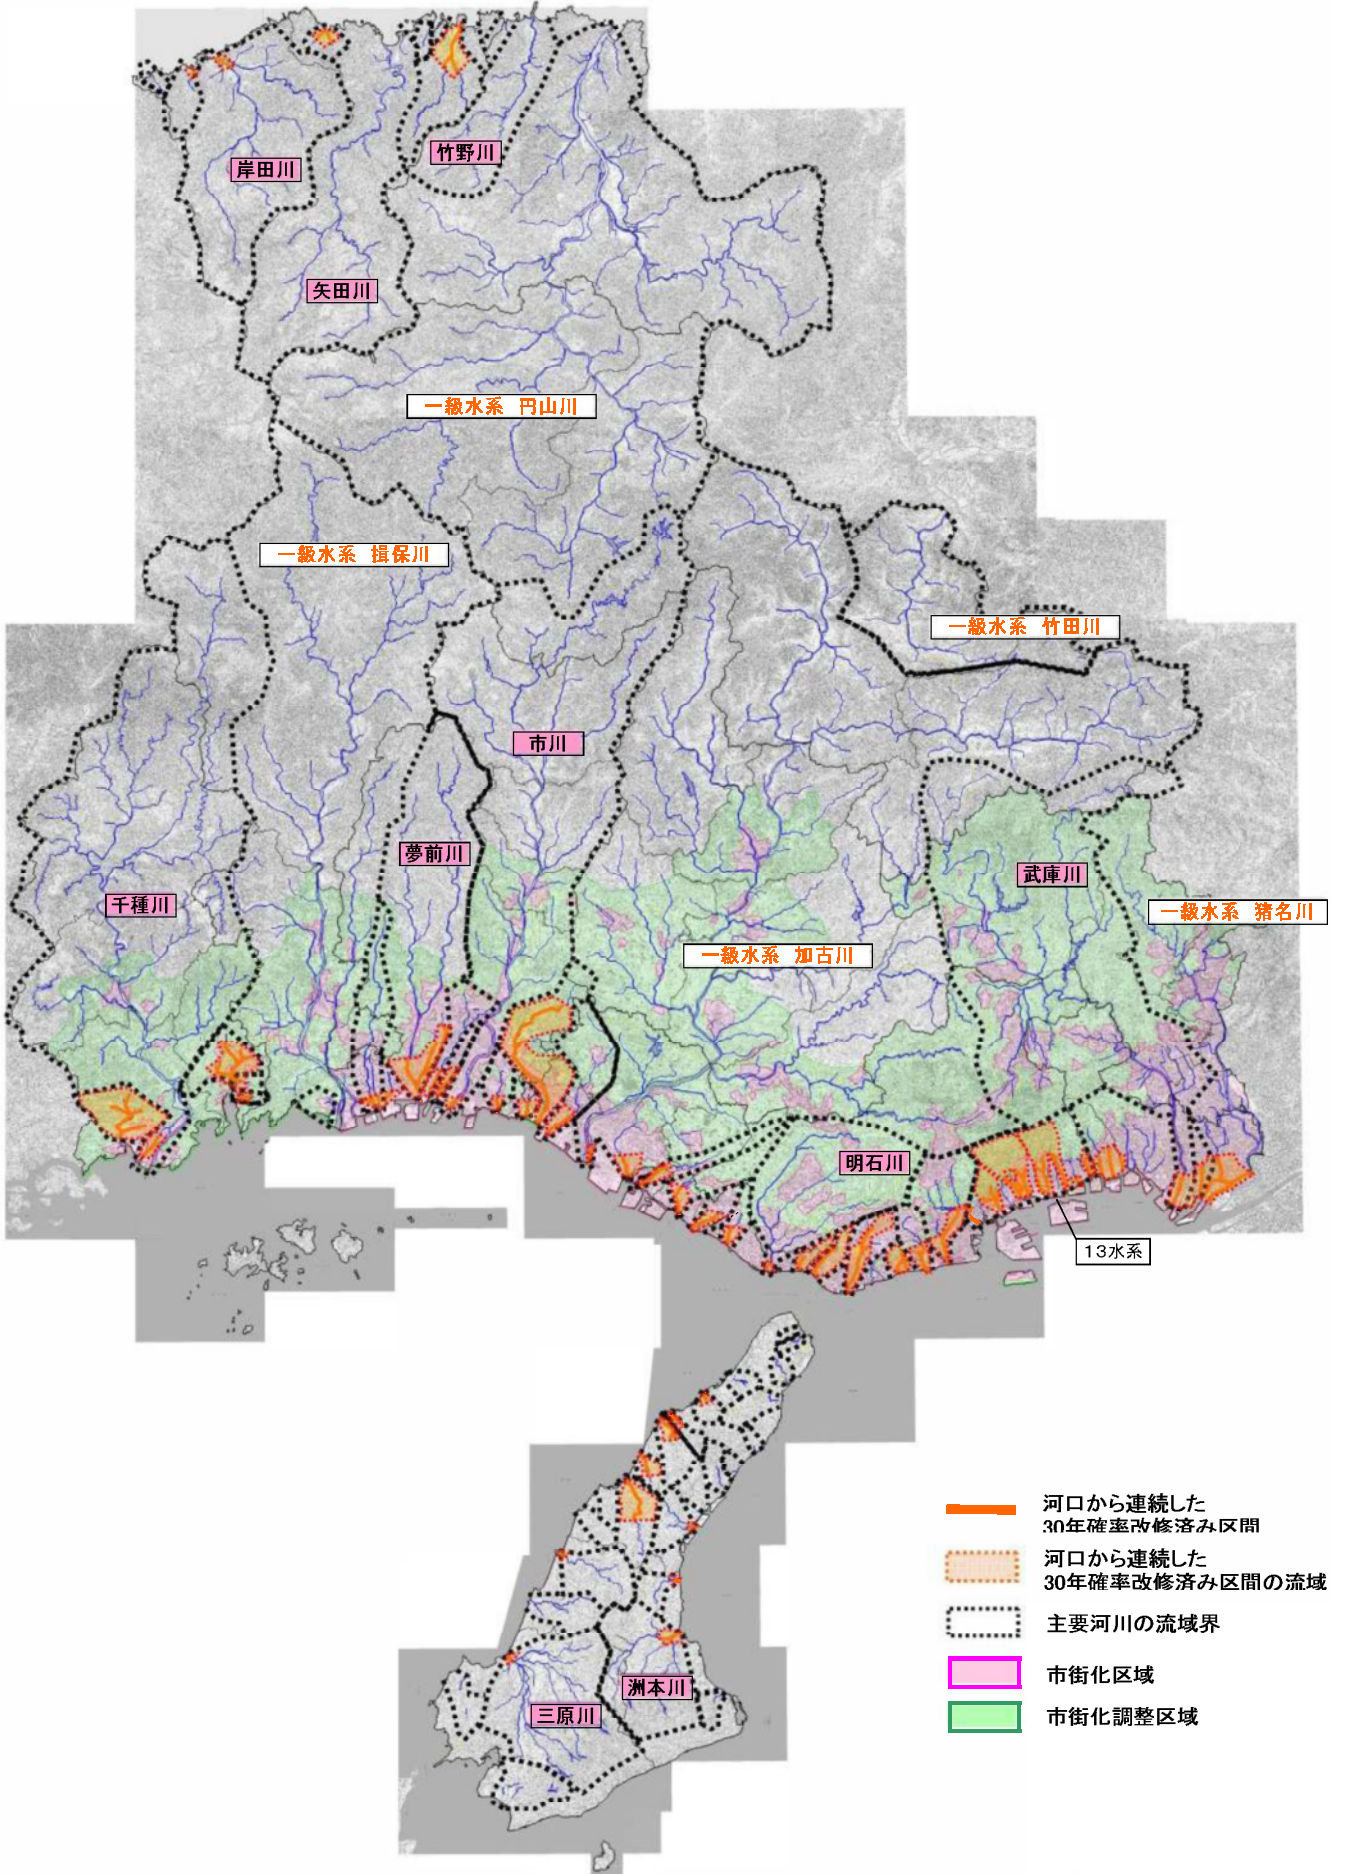 竹野川
岸田川
矢田川
一級水系 円山川
一級水系 揖保川
一級水系 竹田川
市川
夢前川
武庫川
千種川
一級水系 猪名川
一級水系 加古川
明石川
13水系
河口から連続した
30年確率改修済み区間
河口から連続した
30年確率改修済み区間の流域
主要河川の流域界
市街化区域
市街化調整区域
洲本川
三原川